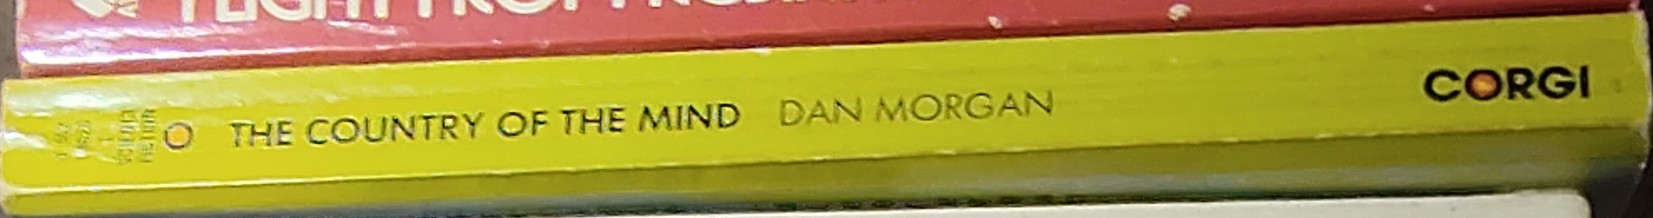 THE COUNTRY OF THE MIND DAN MORGAN
CORGI